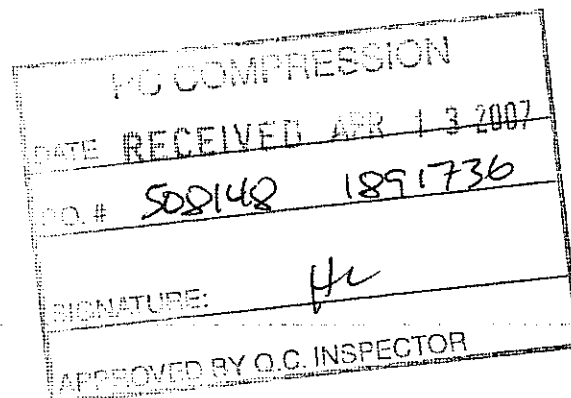 PC COMPRESSION
DATE RECEIVED APR 13 2007
P.O. # 508148 1891736
SIGNATURE:
APPROVED BY Q.C. INSPECTOR